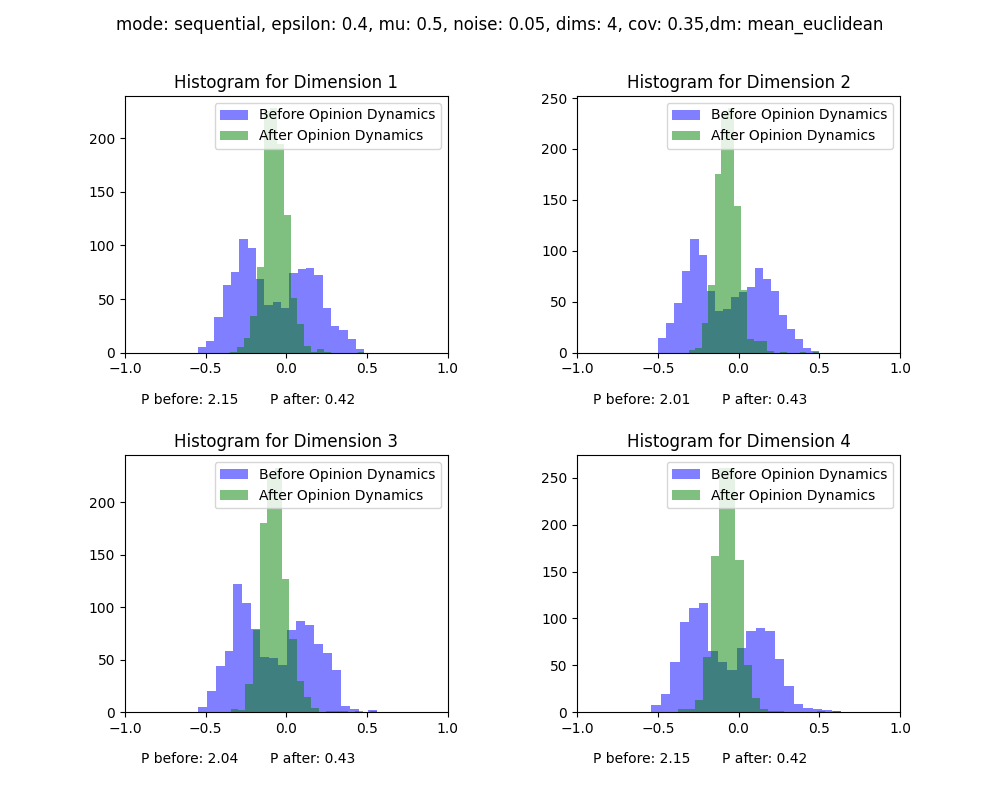 mode: sequential, epsilon: 0.4, mu: 0.5, noise: 0.05, dims: 4, cov: 0.35,dm: mean_euclidean
Histogram for Dimension 1
Before Opinion Dynamics
After Opinion Dynamics
200
150
100
50
0
−1.0 −0.5 0.0 0.5 1.0
P before: 2.15 P after: 0.42
Histogram for Dimension 2
Before Opinion Dynamics
After Opinion Dynamics
250
200
150
100
50
0
−1.0 −0.5 0.0 0.5 1.0
P before: 2.01 P after: 0.43
Histogram for Dimension 3
Before Opinion Dynamics
After Opinion Dynamics
200
150
100
50
0
−1.0 −0.5 0.0 0.5 1.0
P before: 2.04 P after: 0.43
Histogram for Dimension 4
Before Opinion Dynamics
After Opinion Dynamics
250
200
150
100
50
0
−1.0 −0.5 0.0 0.5 1.0
P before: 2.15 P after: 0.42